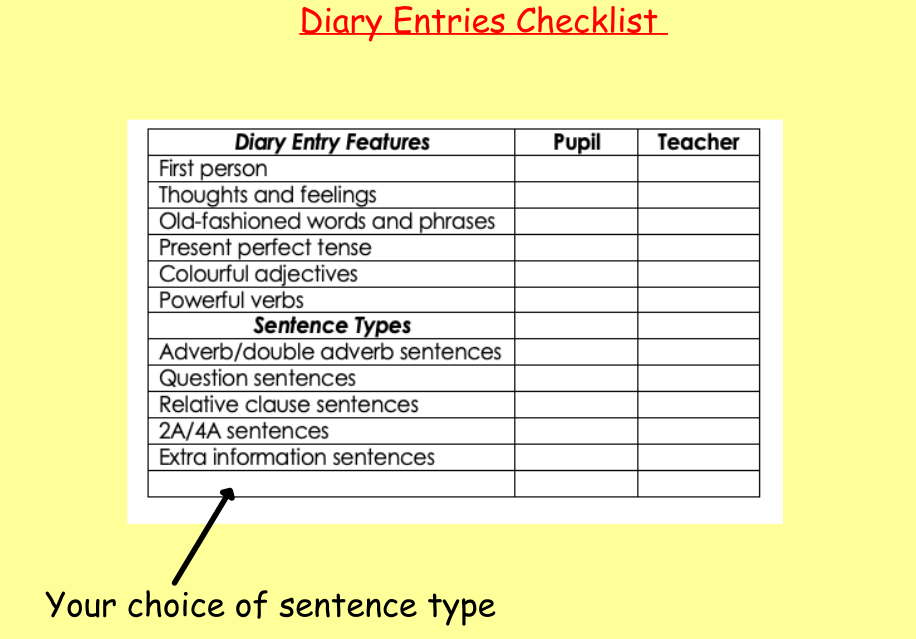 Diary Entries Checklist
Diary Entry Features Pupil Teacher
First person
Thoughts and feelings
Old-fashioned words and phrases
Present perfect tense
Colourful adjectives
Powerful verbs
Sentence Types
Adverb/double adverb sentences
Question sentences
Relative clause sentences
2A/4A sentences
Extra information sentences
Your choice of sentence type